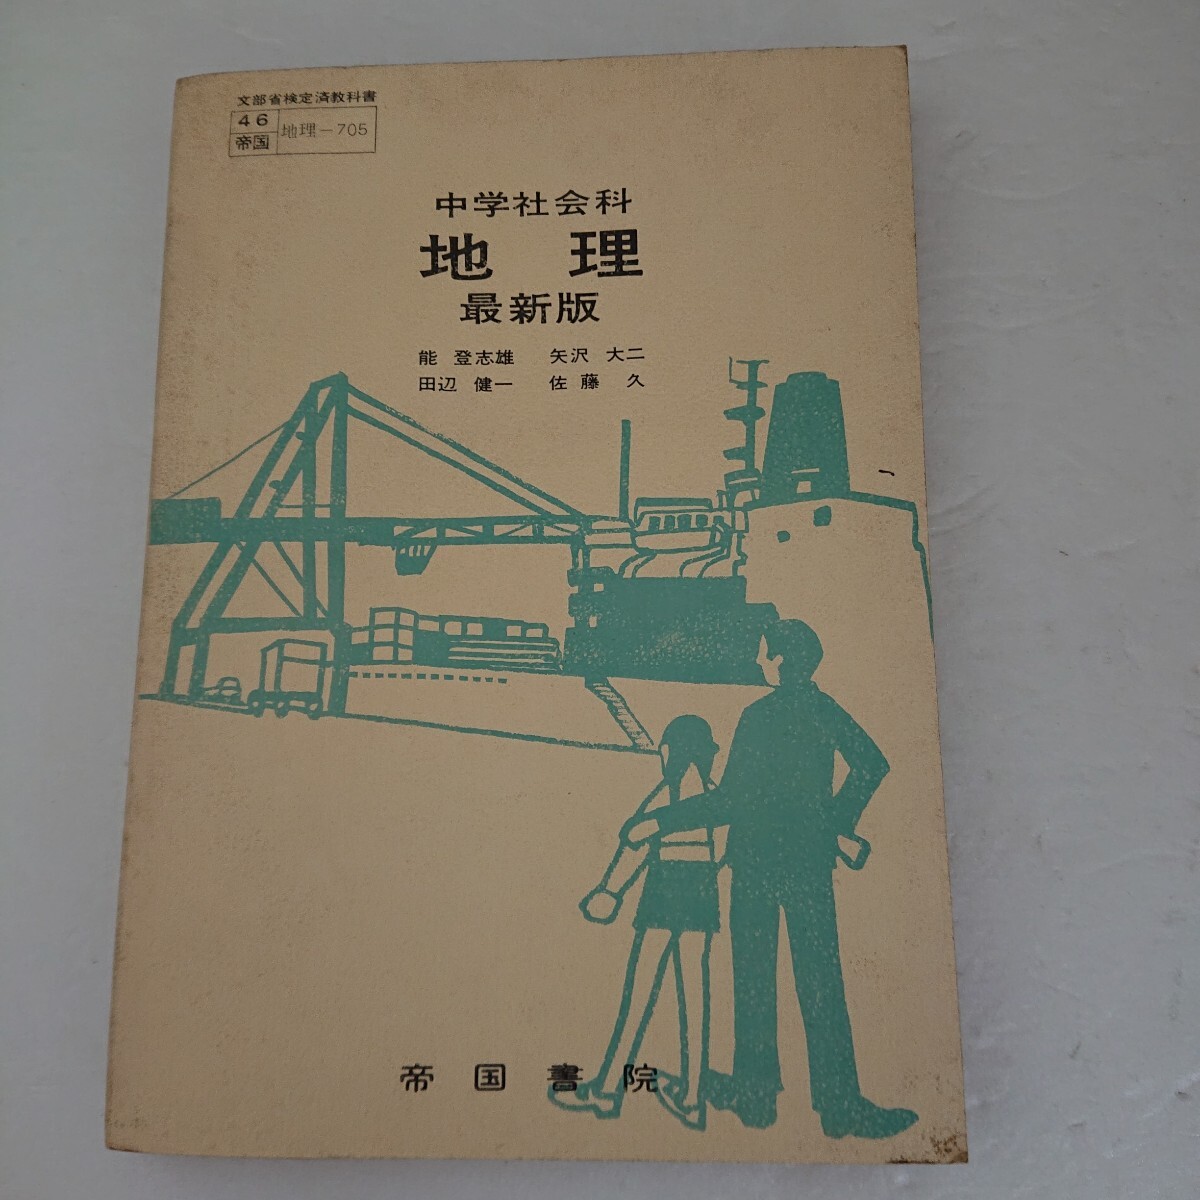 文部省検定済教科書
46
帝国
地理－705
中学社会科
地理
最新版
能 登志雄 矢沢 大二
田辺 健一 佐藤 久
帝国書院